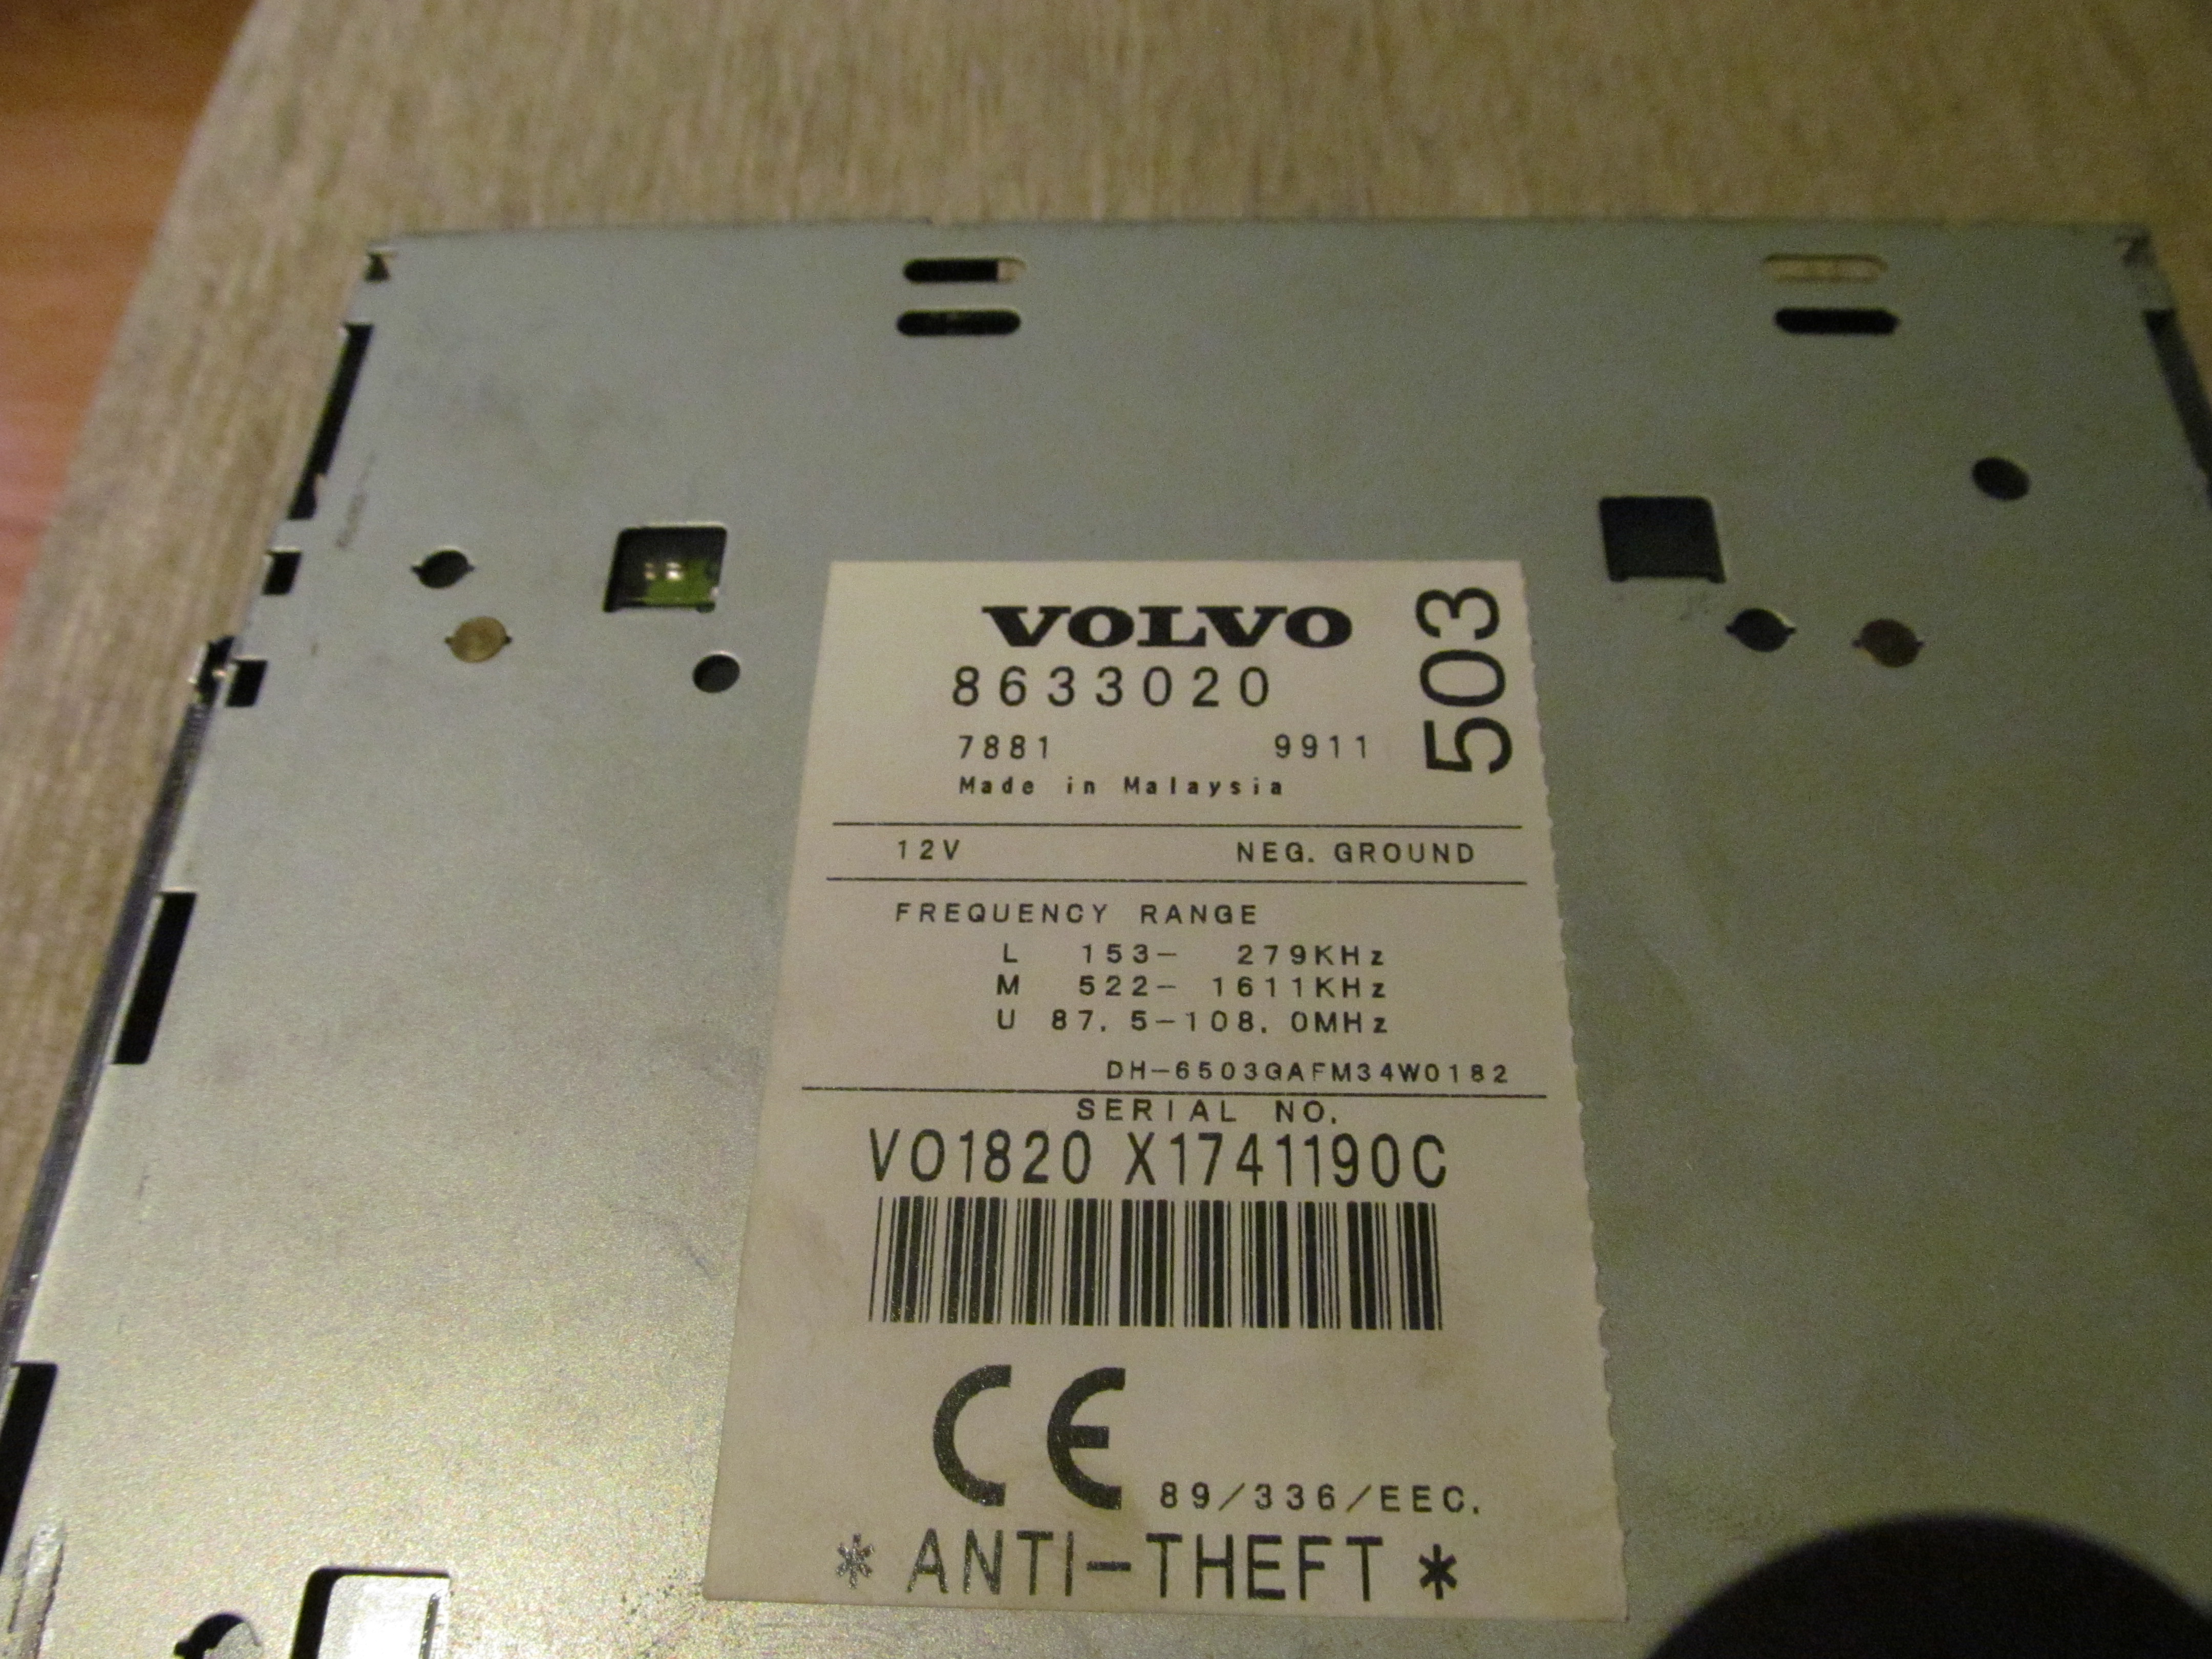 VOLVO
8633020
503
7881 9911
Made in Malaysia
12V NEG. GROUND
FREQUENCY RANGE
L 153- 279KHz
M 522- 1611KHz
U 87.5-108.0MHz
DH-6503GAFM34W0182
SERIAL NO.
VO1820 X1741190C
CE 89/336/EEC.
* ANTI-THEFT *